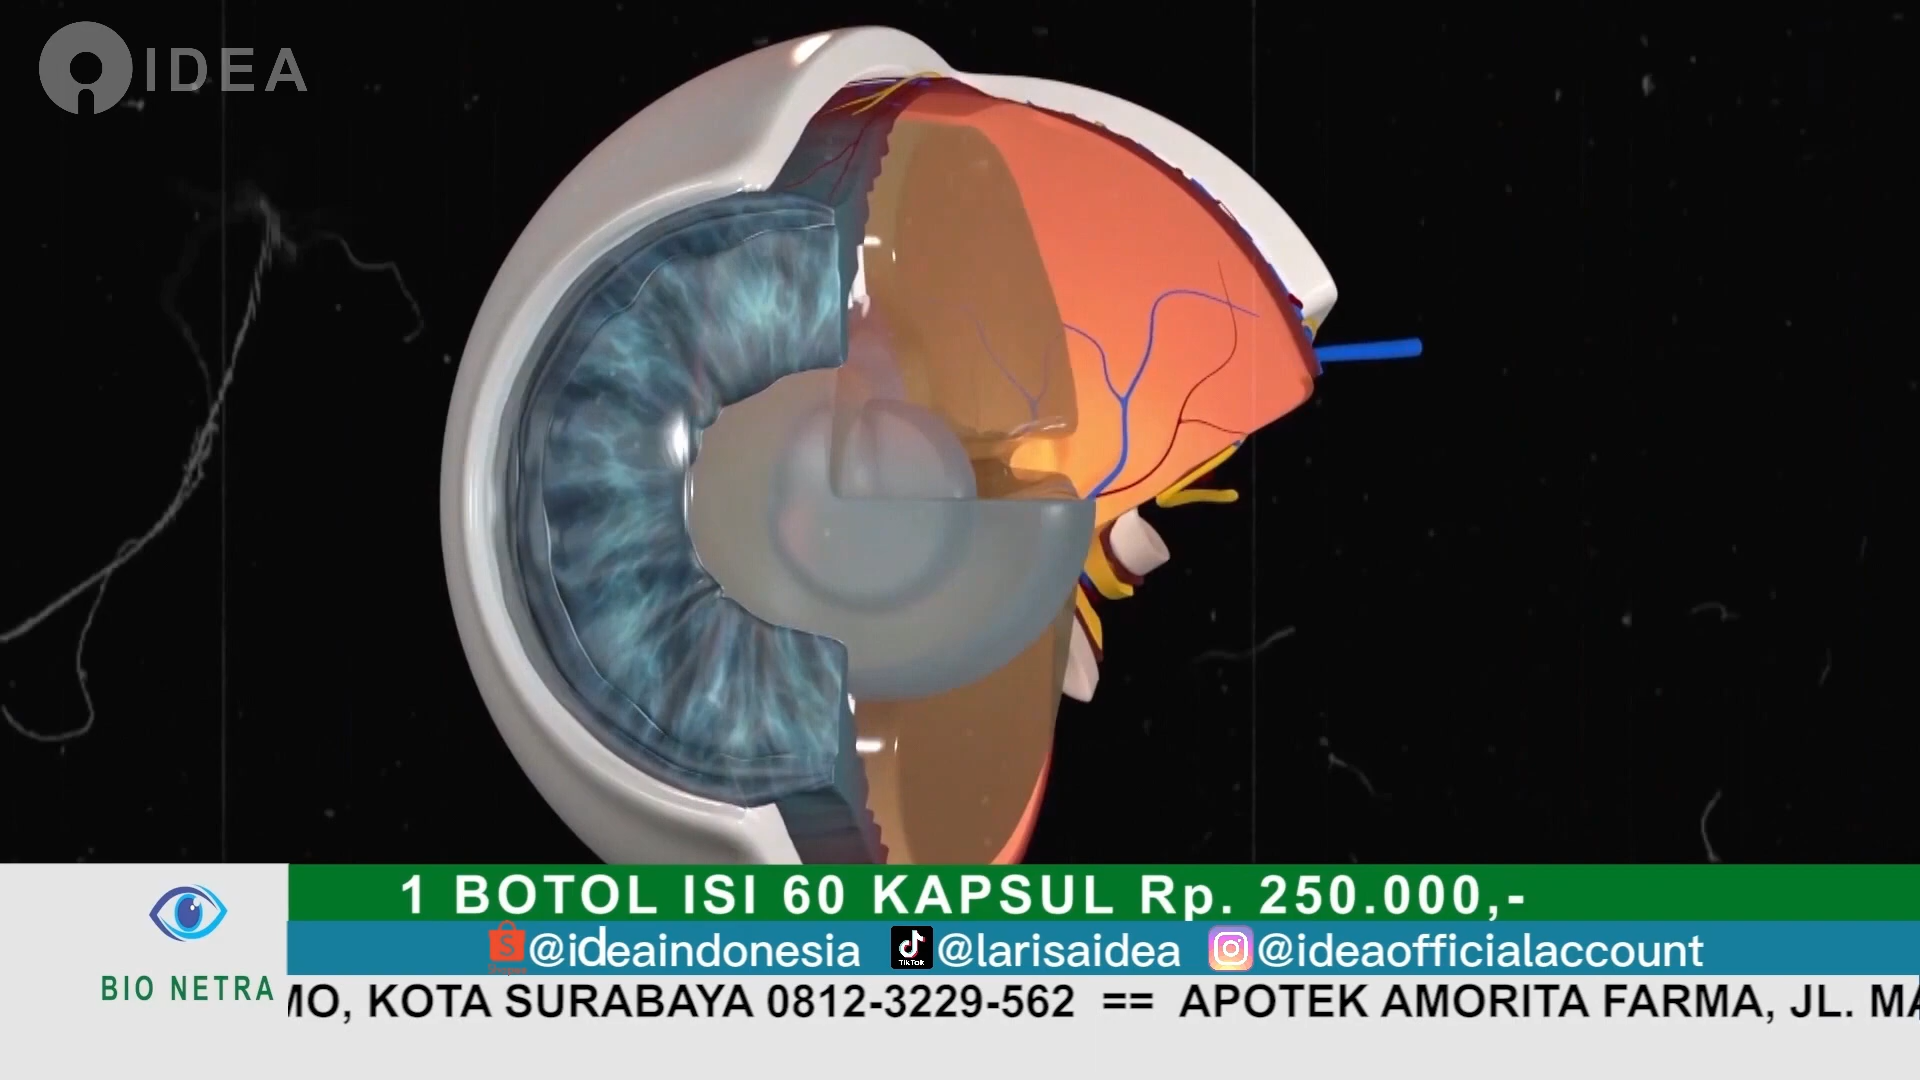 IDEA
1 BOTOL ISI 60 KAPSUL Rp. 250.000,-
@ideaindonesia @larisaidea @ideaofficialaccount
BIO NETRA
MO, KOTA SURABAYA 0812-3229-562 == APOTEK AMORITA FARMA, JL. MA